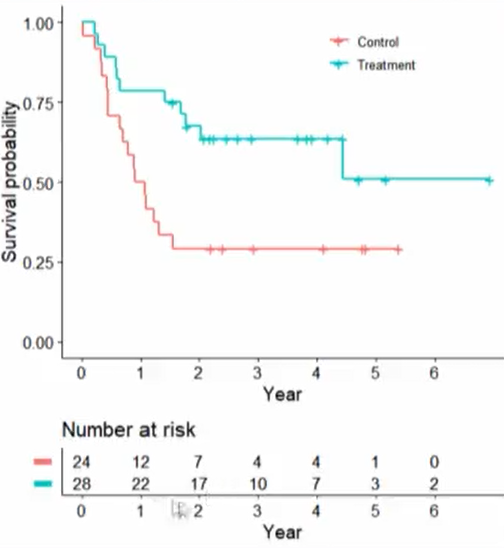 1.00
0.75
0.50
0.25
0.00
Survival probability
Control
Treatment
0 1 2 3 4 5 6
Year
Number at risk
24 12 7 4 4 1 0
28 22 17 10 7 3 2
0 1 2 3 4 5 6
Year